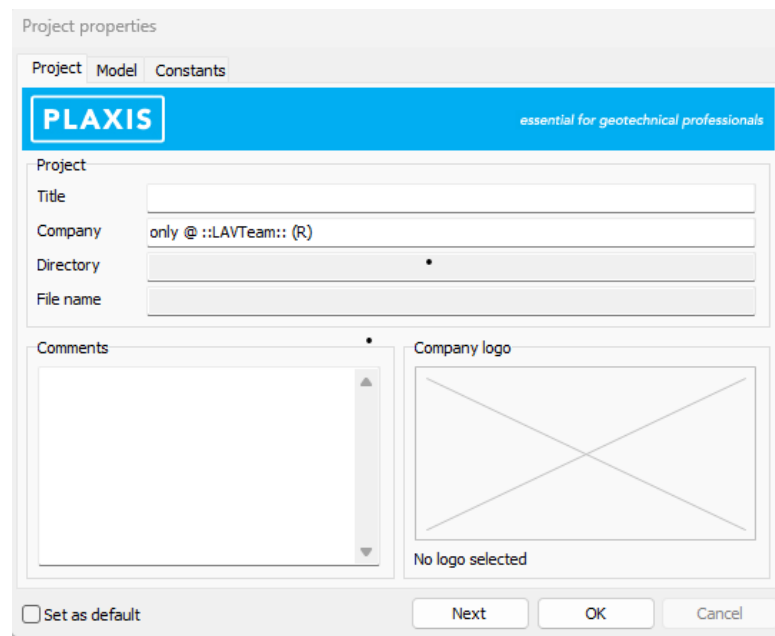 Project properties
Project Model Constants
PLAXIS essential for geotechnical professionals
Project
Title
Company only @ ::LAVTeam:: (R)
Directory
File name
Comments Company logo
No logo selected
Set as default Next OK Cancel